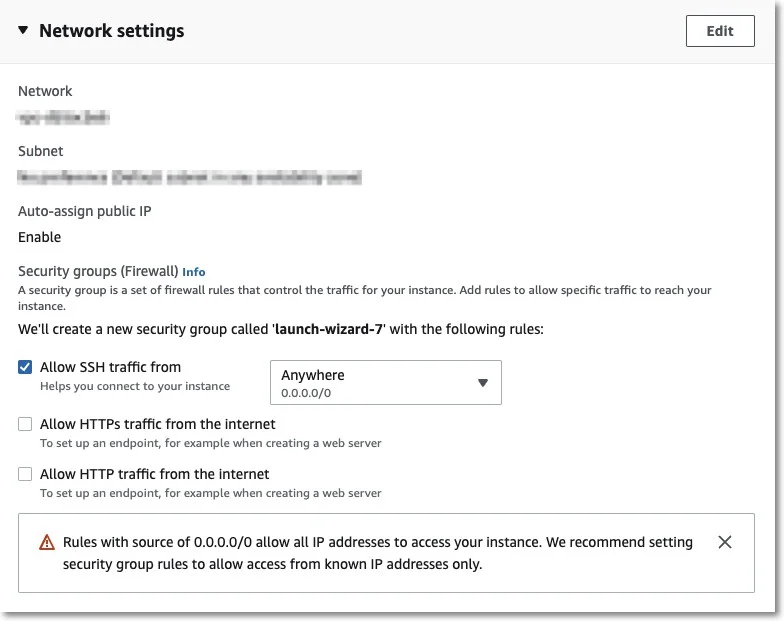 Network settings
Edit
Network
Subnet
Auto-assign public IP
Enable
Security groups (Firewall) Info
A security group is a set of firewall rules that control the traffic for your instance. Add rules to allow specific traffic to reach your
instance.
We'll create a new security group called 'launch-wizard-7' with the following rules:
Allow SSH traffic from
Helps you connect to your instance
Anywhere
0.0.0.0/0
Allow HTTPs traffic from the internet
To set up an endpoint, for example when creating a web server
Allow HTTP traffic from the internet
To set up an endpoint, for example when creating a web server
Rules with source of 0.0.0.0/0 allow all IP addresses to access your instance. We recommend setting
security group rules to allow access from known IP addresses only.